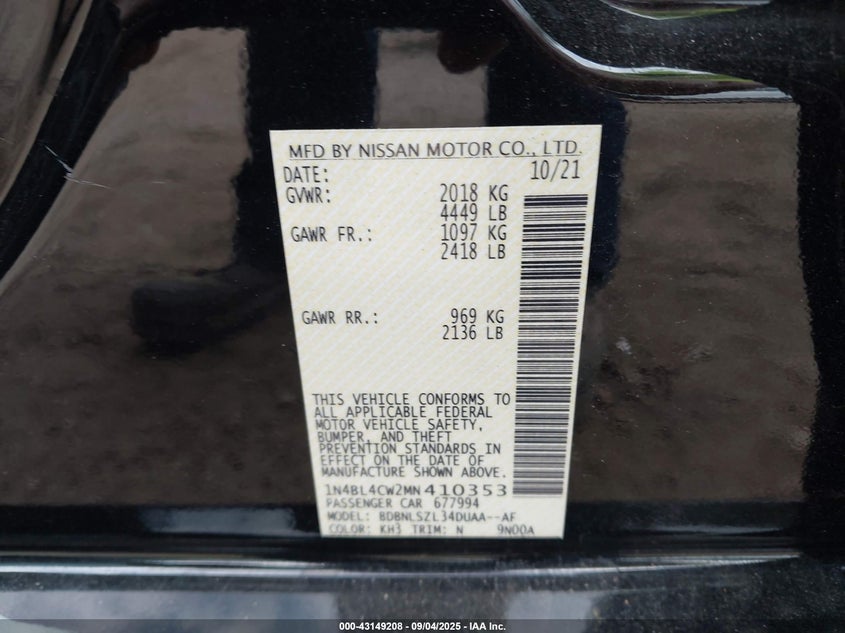 MFD BY NISSAN MOTOR CO., LTD.
DATE: 10/21
GVWR: 2018 KG
4449 LB
GAWR FR.: 1097 KG
2418 LB
GAWR RR.: 969 KG
2136 LB
THIS VEHICLE CONFORMS TO
ALL APPLICABLE FEDERAL
MOTOR VEHICLE SAFETY,
BUMPER, AND THEFT
PREVENTION STANDARDS IN
EFFECT ON THE DATE OF
MANUFACTURE SHOWN ABOVE.
1N4BL4CW2MN410353
PASSENGER CAR 677994
MODEL: BDBNLSZL34DUAA--AF
COLOR: KH3 TRIM: N 9N00A
000-43149208 - 09/04/2025 - IAA Inc.